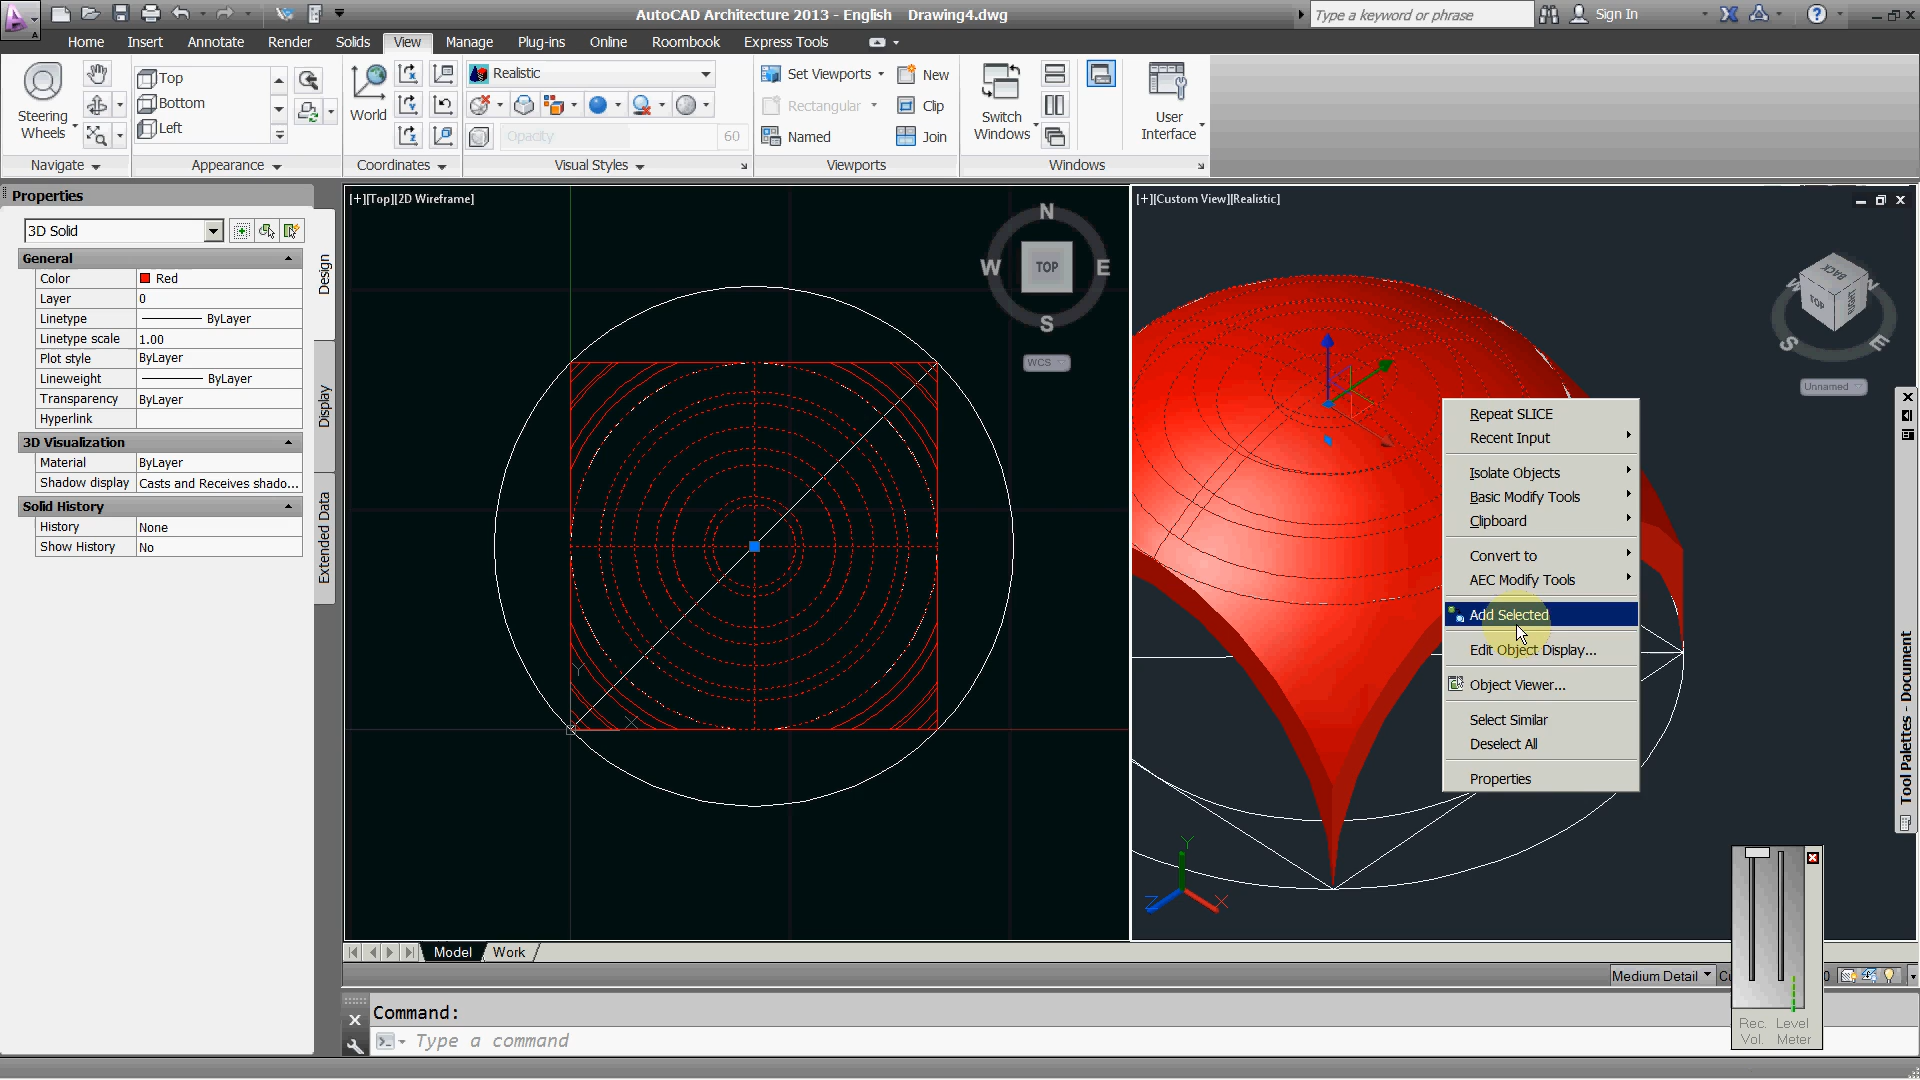 AutoCAD Architecture 2013 - English Drawing4.dwg
Type a keyword or phrase
Sign In
Home Insert Annotate Render Solids View Manage Plug-ins Online Roombook Express Tools
Steering Wheels
Navigate
Top
Bottom
Left
Appearance
World
Coordinates
Realistic
Opacity 60
Visual Styles
Set Viewports
Rectangular
Named
New
Clip
Join
Viewports
Switch Windows
Windows
User Interface
Properties
3D Solid
General
Color Red
Layer 0
Linetype ByLayer
Linetype scale 1.00
Plot style ByLayer
Lineweight ByLayer
Transparency ByLayer
Hyperlink
3D Visualization
Material ByLayer
Shadow display Casts and Receives shado...
Solid History
History None
Show History No
Design
Display
Extended Data
[+][Top][2D Wireframe]
N
W
TOP
E
S
WCS
Y
X
[+][Custom View][Realistic]
BACK
TOP
S
E
Unnamed
Repeat SLICE
Recent Input
Isolate Objects
Basic Modify Tools
Clipboard
Convert to
AEC Modify Tools
Add Selected
Edit Object Display...
Object Viewer...
Select Similar
Deselect All
Properties
Y
Z
X
Tool Palettes - Document
Model Work
Medium Detail
Command:
Type a command
Rec. Level
Vol. Meter